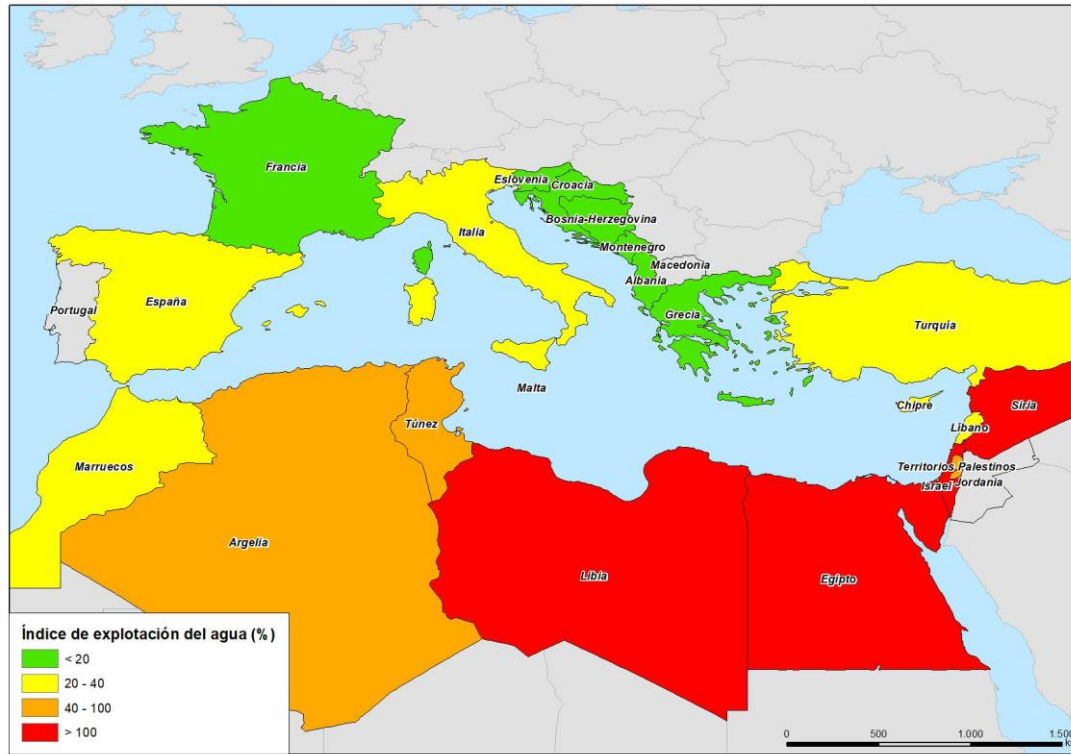 Francia
Eslovenia
Croacia
Bosnia-Herzegovina
Italia
Montenegro
Macedonia
Albania
Portugal
España
Grecia
Turquía
Malta
Chipre
Siria
Túnez
Líbano
Marruecos
Territorios Palestinos
Israel
Jordania
Argelia
Libia
Egipto
Índice de explotación del agua (%)
< 20
20 - 40
40 - 100
> 100
0 500 1.000 1.500